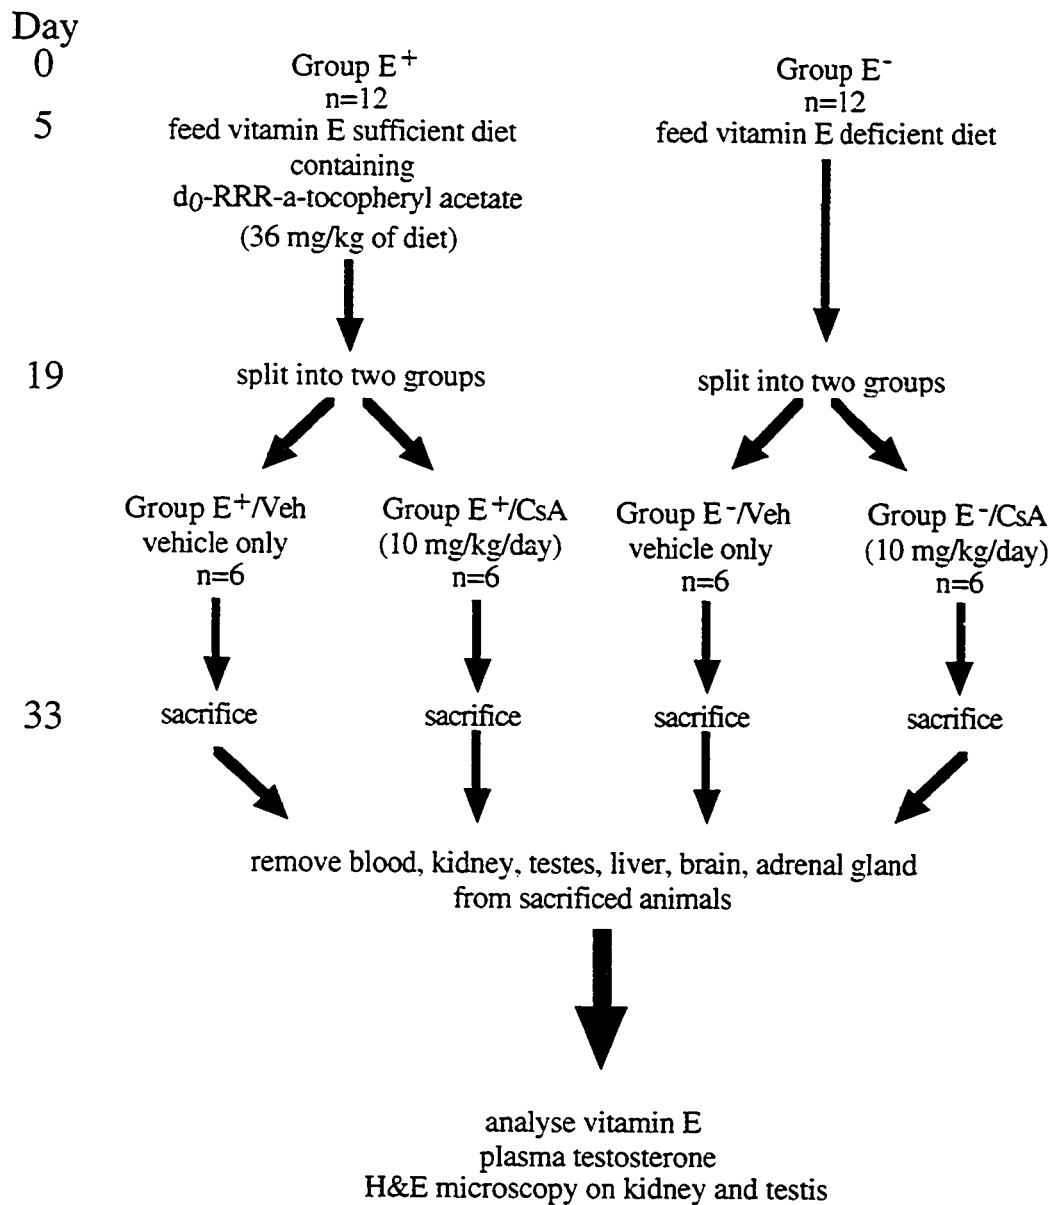 Day
0
Group E+
Group E-
n=12
n=12
5
feed vitamin E sufficient diet
feed vitamin E deficient diet
containing
d0-RRR-a-tocopheryl acetate
(36 mg/kg of diet)
19
split into two groups
split into two groups
Group E+/Veh
Group E+/CsA
Group E-/Veh
Group E-/CsA
vehicle only
(10 mg/kg/day)
vehicle only
(10 mg/kg/day)
n=6
n=6
n=6
n=6
33
sacrifice
sacrifice
sacrifice
sacrifice
remove blood, kidney, testes, liver, brain, adrenal gland
from sacrificed animals
analyse vitamin E
plasma testosterone
H&E microscopy on kidney and testis